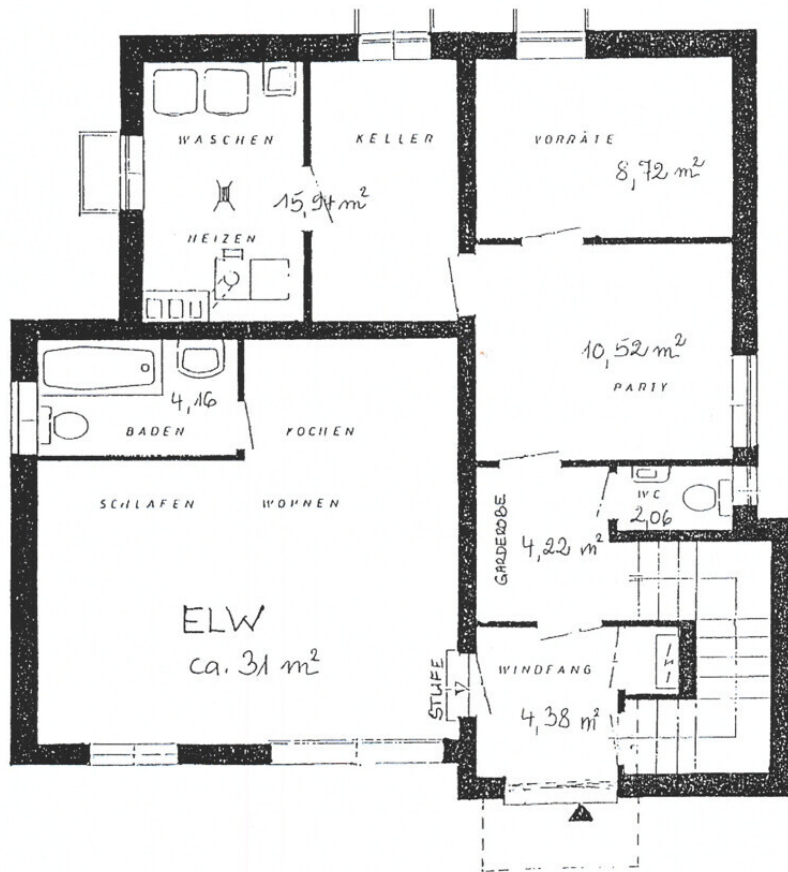 WASCHEN
KELLER
VORRÄTE
8,72 m²
15,94 m²
HEIZEN
10,52 m²
PARTY
4,16
BADEN
KOCHEN
SCHLAFEN
WOHNEN
WC
2,06
GARDEROBE
4,22 m²
ELW
ca. 31 m²
STUFE
WINDFANG
4,38 m²